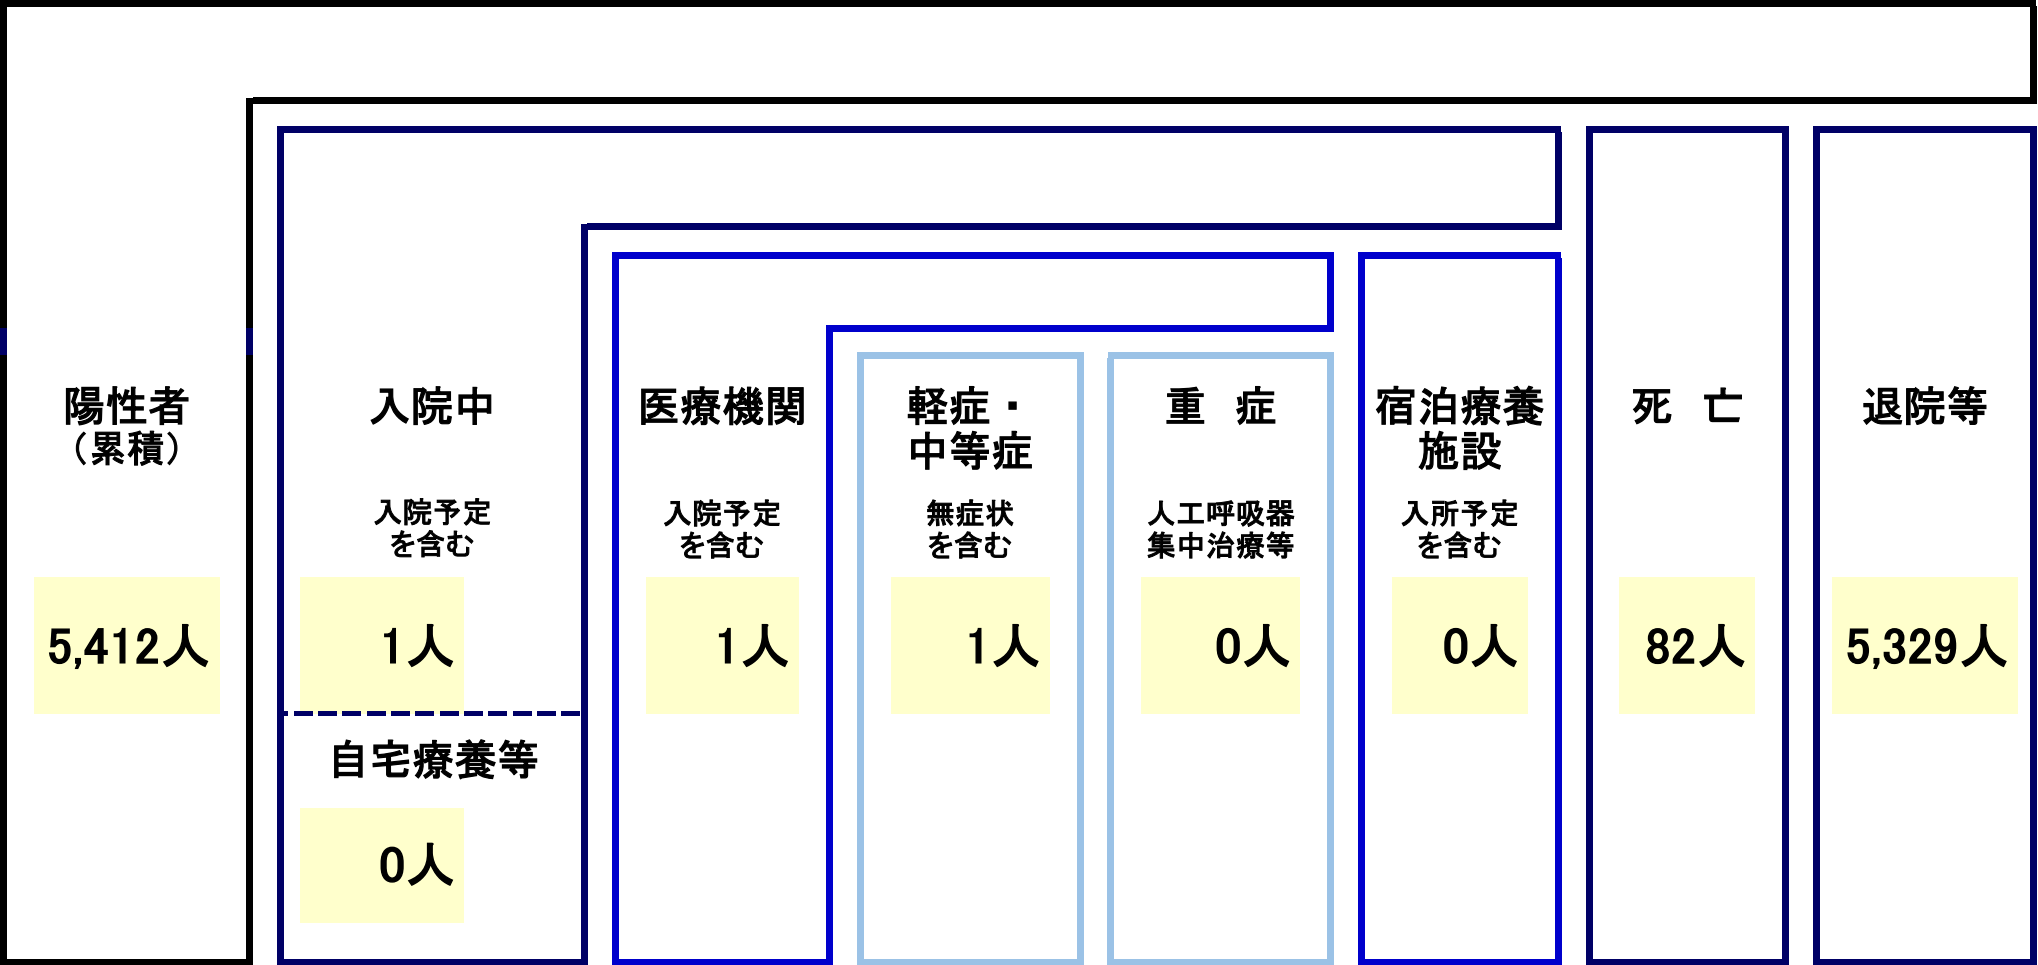 陽性者
（累積）
5,412人
入院中
入院予定
を含む
1人
自宅療養等
0人
医療機関
入院予定
を含む
1人
軽症・
中等症
無症状
を含む
1人
重　症
人工呼吸器
集中治療等
0人
宿泊療養
施設
入所予定
を含む
0人
死　亡
82人
退院等
5,329人